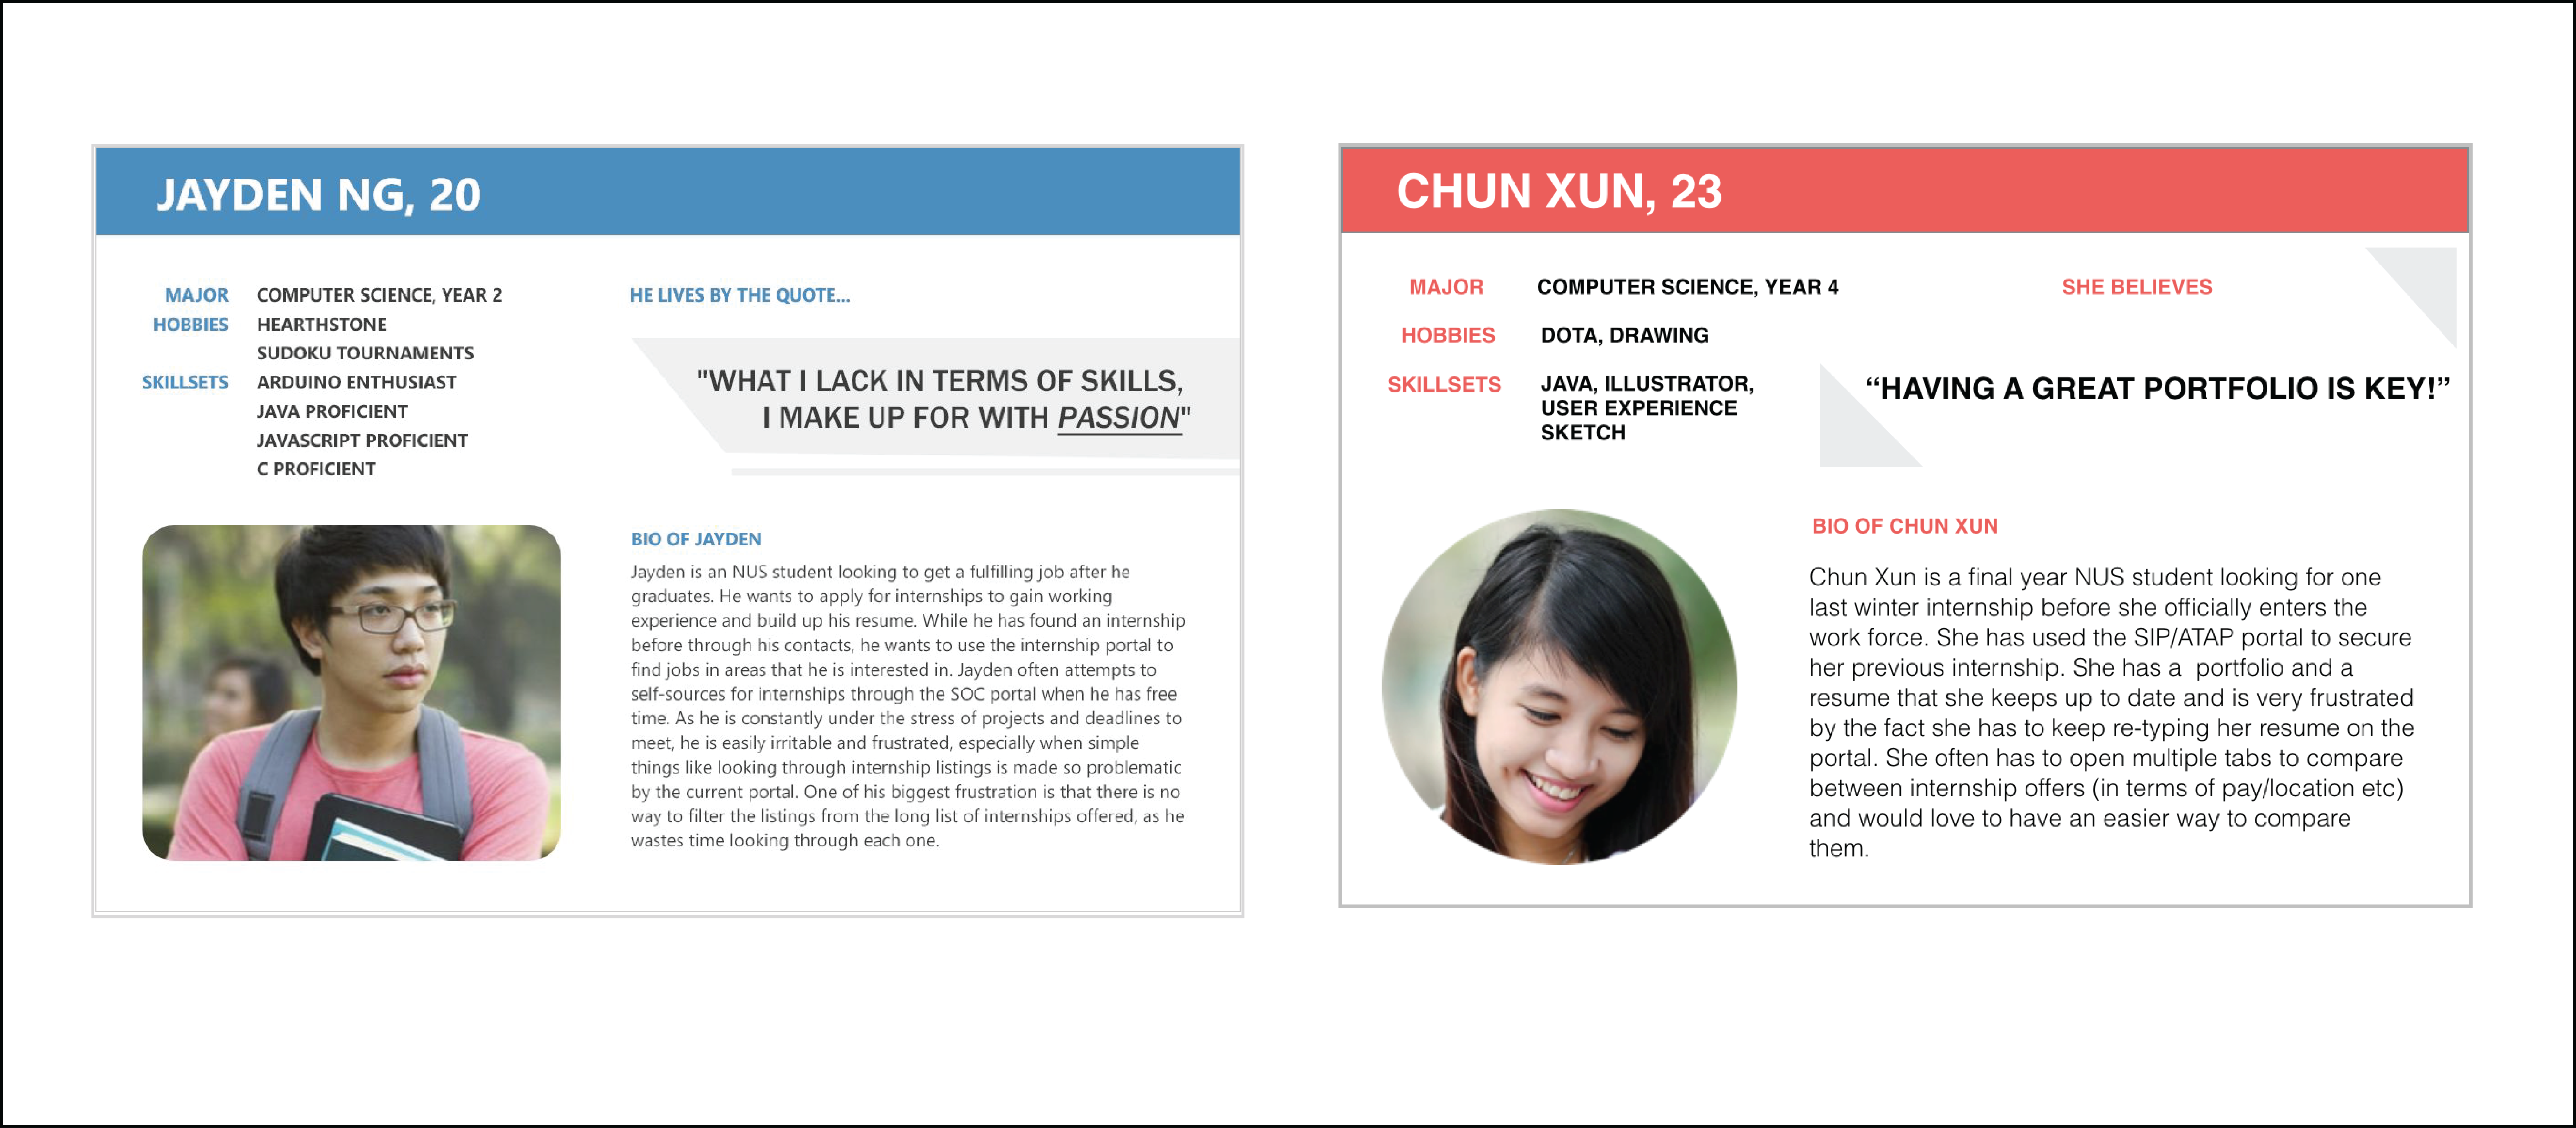 JAYDEN NG, 20
MAJOR COMPUTER SCIENCE, YEAR 2
HOBBIES HEARTHSTONE
SUDOKU TOURNAMENTS
SKILLSETS ARDUINO ENTHUSIAST
JAVA PROFICIENT
JAVASCRIPT PROFICIENT
C PROFICIENT
HE LIVES BY THE QUOTE...
"WHAT I LACK IN TERMS OF SKILLS,
I MAKE UP FOR WITH PASSION"
BIO OF JAYDEN
Jayden is an NUS student looking to get a fulfilling job after he
graduates. He wants to apply for internships to gain working
experience and build up his resume. While he has found an internship
before through his contacts, he wants to use the internship portal to
find jobs in areas that he is interested in. Jayden often attempts to
self-sources for internships through the SOC portal when he has free
time. As he is constantly under the stress of projects and deadlines to
meet, he is easily irritable and frustrated, especially when simple
things like looking through internship listings is made so problematic
by the current portal. One of his biggest frustration is that there is no
way to filter the listings from the long list of internships offered, as he
wastes time looking through each one.
CHUN XUN, 23
MAJOR COMPUTER SCIENCE, YEAR 4
HOBBIES DOTA, DRAWING
SKILLSETS JAVA, ILLUSTRATOR,
USER EXPERIENCE
SKETCH
SHE BELIEVES
“HAVING A GREAT PORTFOLIO IS KEY!”
BIO OF CHUN XUN
Chun Xun is a final year NUS student looking for one
last winter internship before she officially enters the
work force. She has used the SIP/ATAP portal to secure
her previous internship. She has a  portfolio and a
resume that she keeps up to date and is very frustrated
by the fact she has to keep re-typing her resume on the
portal. She often has to open multiple tabs to compare
between internship offers (in terms of pay/location etc)
and would love to have an easier way to compare
them.